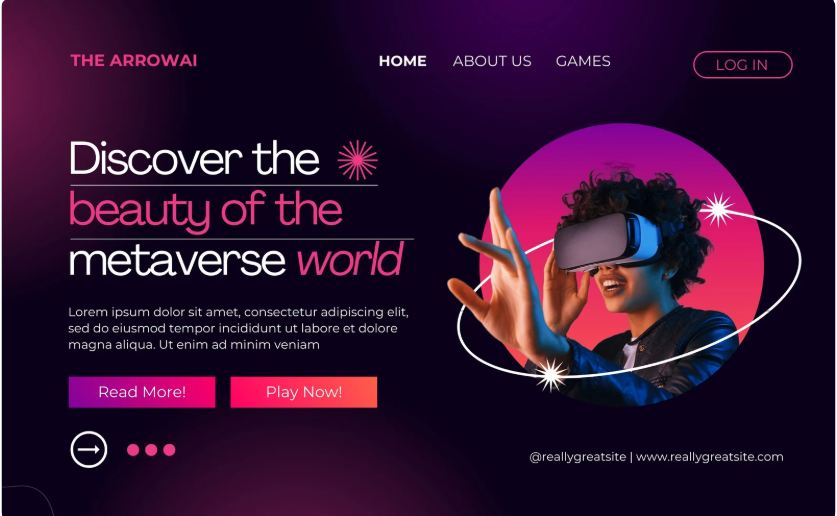 THE ARROWAI
HOME ABOUT US GAMES
LOG IN
Discover the
beauty of the
metaverse world
Lorem ipsum dolor sit amet, consectetur adipiscing elit,
sed do eiusmod tempor incididunt ut labore et dolore
magna aliqua. Ut enim ad minim veniam
Read More!
Play Now!
@reallygreatsite | www.reallygreatsite.com